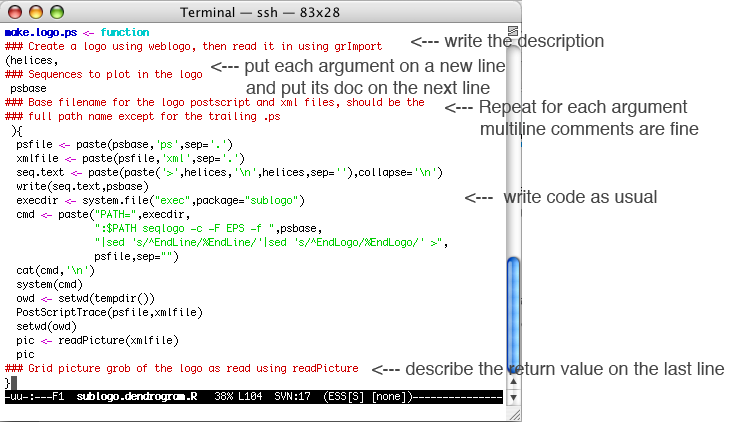 Terminal — ssh — 83x28
make.logo.ps <- function
### Create a logo using weblogo, then read it in using grImport
<--- write the description
(helices,
<--- put each argument on a new line
### Sequences to plot in the logo
and put its doc on the next line
psbase
### Base filename for the logo postscript and xml files, should be the
<--- Repeat for each argument
### full path name except for the trailing .ps
multiline comments are fine
){
psfile <- paste(psbase,'ps',sep='.')
xmlfile <- paste(psfile,'xml',sep='.')
seq.text <- paste(paste('>',helices,'\n',helices,sep=''),collapse='\n')
write(seq.text,psbase)
execdir <- system.file("exec",package="sublogo")
<--- write code as usual
cmd <- paste("PATH=",execdir,
":$PATH seqlogo -c -F EPS -f ",psbase,
"|sed 's/^EndLine/%EndLine/'|sed 's/^EndLogo/%EndLogo/' >",
psfile,sep="")
cat(cmd,'\n')
system(cmd)
owd <- setwd(tempdir())
PostScriptTrace(psfile,xmlfile)
setwd(owd)
pic <- readPicture(xmlfile)
pic
### Grid picture grob of the logo as read using readPicture
<--- describe the return value on the last line
}
-uu-:---F1 sublogo.dendrogram.R 38% L104 SVN:17 (ESS[S] [none])---------------